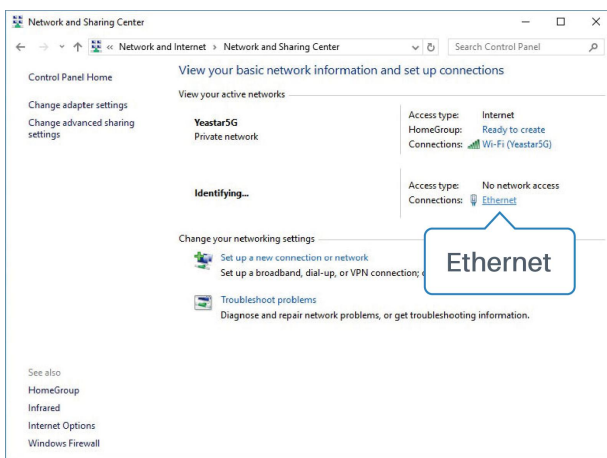 Network and Sharing Center
« Network and Internet › Network and Sharing Center
Search Control Panel
Control Panel Home
Change adapter settings
Change advanced sharing
settings
View your basic network information and set up connections
View your active networks
Yeastar5G
Private network
Access type: Internet
HomeGroup: Ready to create
Connections: Wi-Fi (Yeastar5G)
Identifying...
Access type: No network access
Connections: Ethernet
Ethernet
Change your networking settings
Set up a new connection or network
Set up a broadband, dial-up, or VPN connection;
Troubleshoot problems
Diagnose and repair network problems, or get troubleshooting information.
See also
HomeGroup
Infrared
Internet Options
Windows Firewall